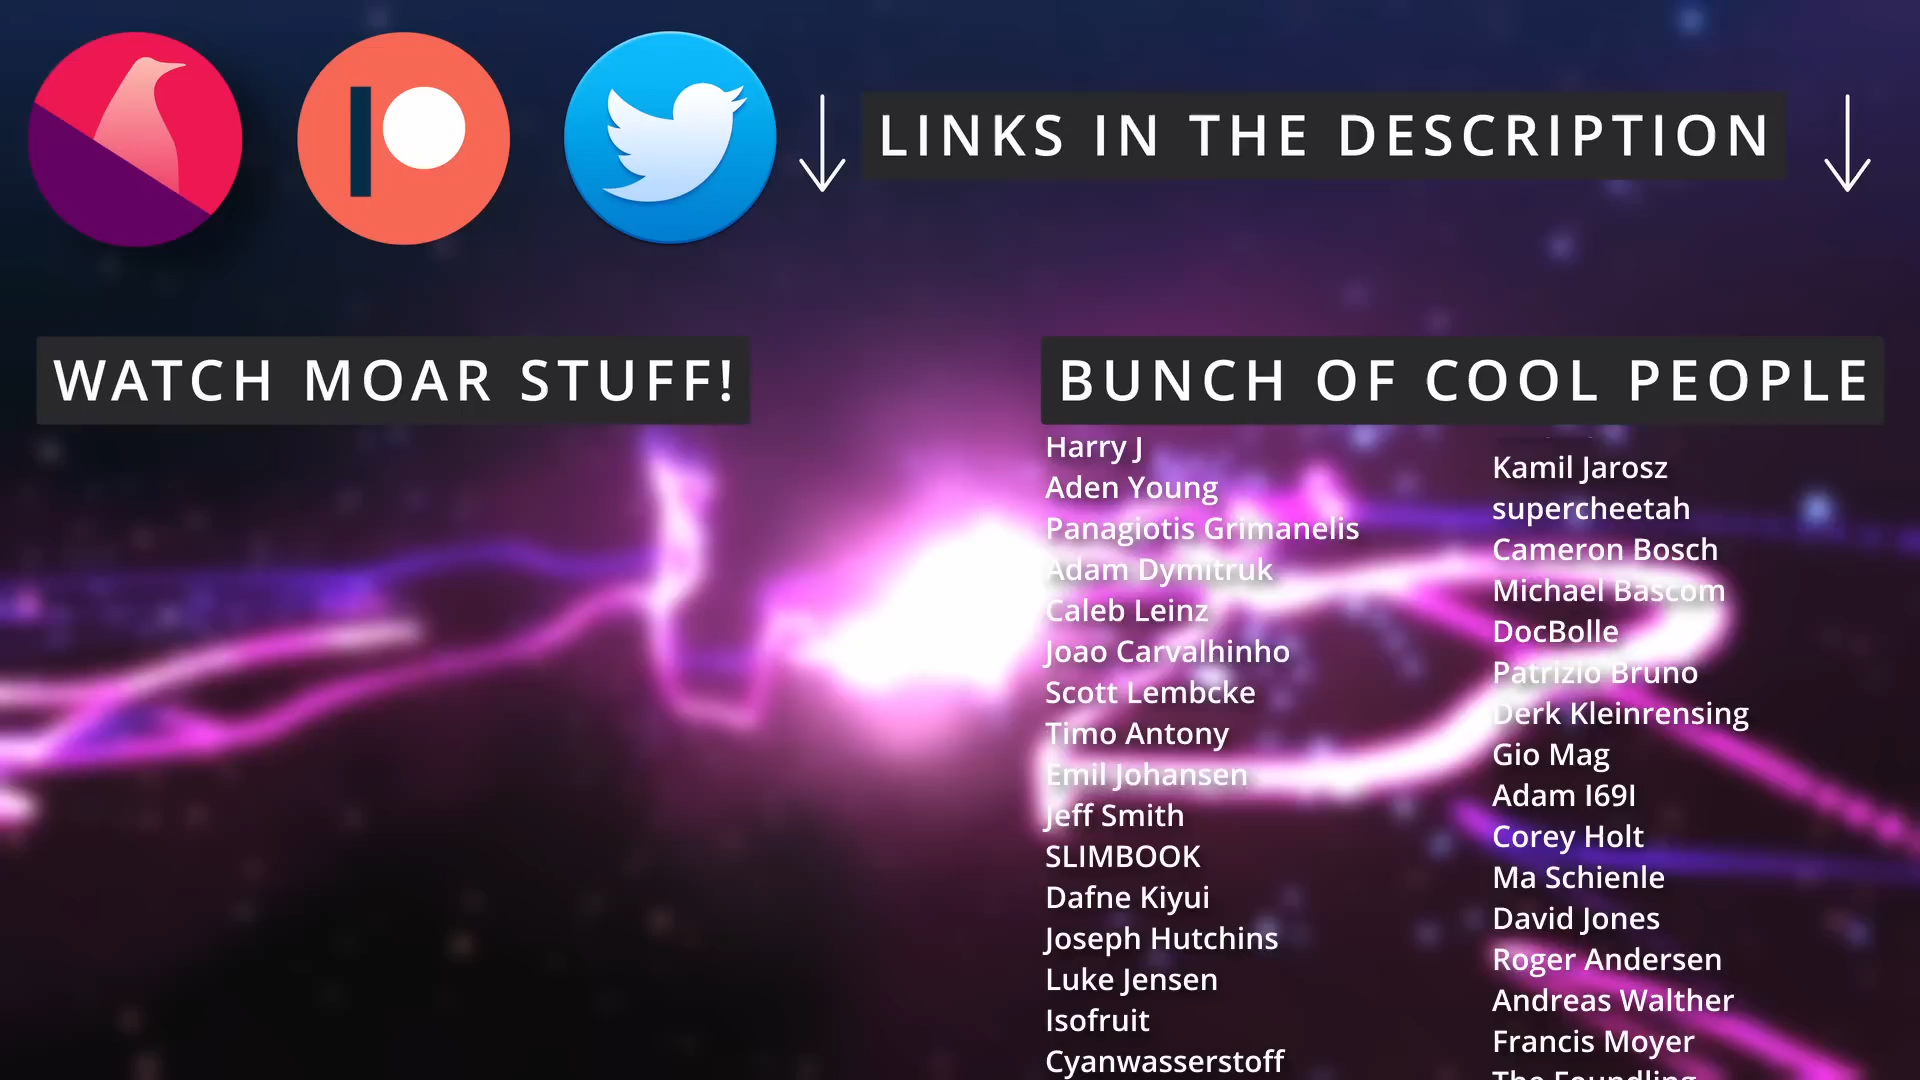 LINKS IN THE DESCRIPTION
WATCH MOAR STUFF!
BUNCH OF COOL PEOPLE
Harry J
Aden Young
Panagiotis Grimanelis
Adam Dymitruk
Caleb Leinz
Joao Carvalhinho
Scott Lembcke
Timo Antony
Emil Johansen
Jeff Smith
SLIMBOOK
Dafne Kiyui
Joseph Hutchins
Luke Jensen
Isofruit
Cyanwasserstoff
Kamil Jarosz
supercheetah
Cameron Bosch
Michael Bascom
DocBolle
Patrizio Bruno
Derk Kleinrensing
Gio Mag
Adam I69I
Corey Holt
Ma Schienle
David Jones
Roger Andersen
Andreas Walther
Francis Moyer
The Foundling